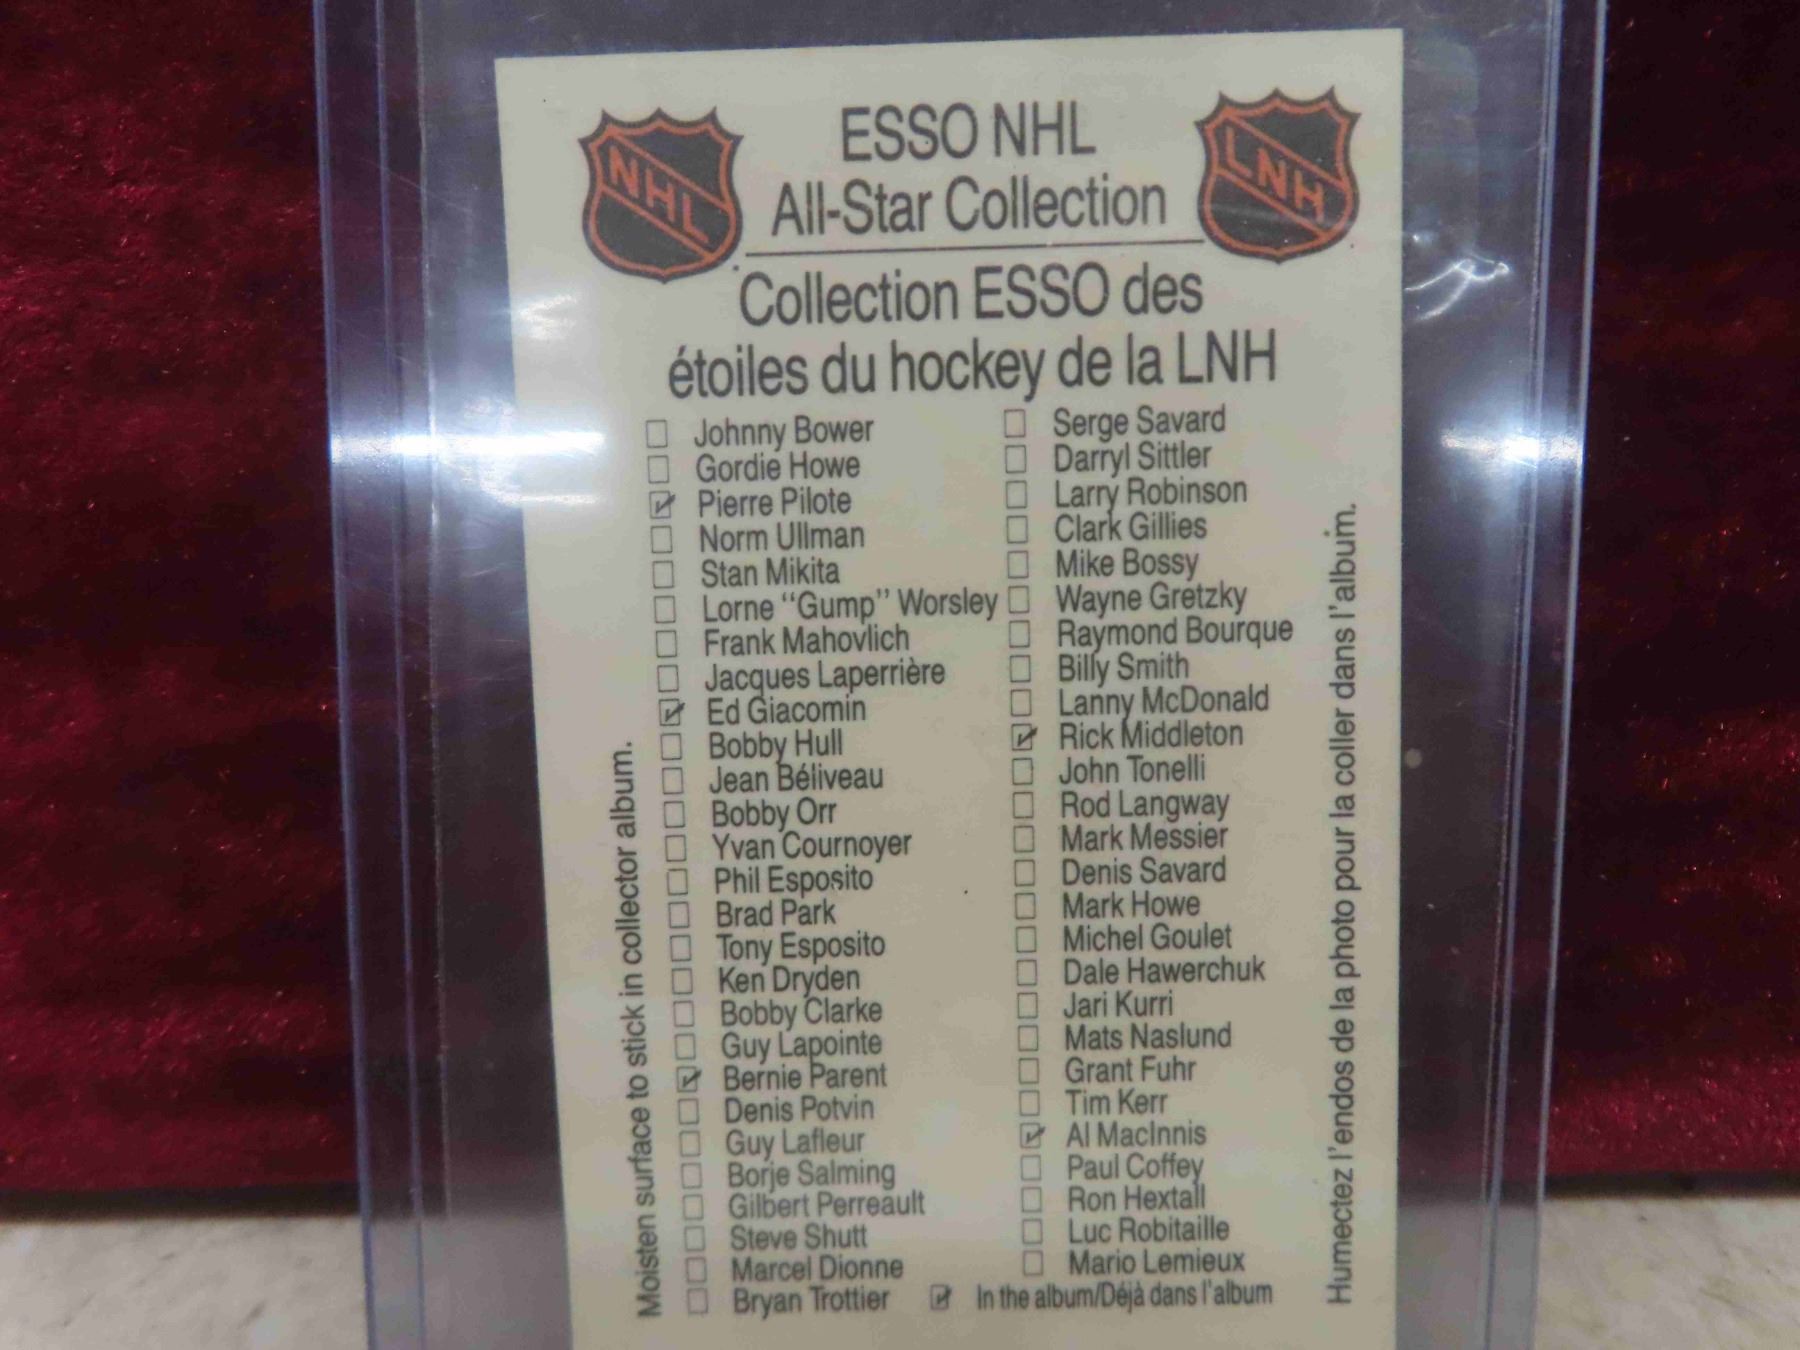 NHL
ESSO NHL
LNH
All-Star Collection
Collection ESSO des
étoiles du hockey de la LNH
Johnny Bower
Gordie Howe
Pierre Pilote
Norm Ullman
Stan Mikita
Lorne "Gump" Worsley
Frank Mahovlich
Jacques Laperrière
Ed Giacomin
Bobby Hull
Jean Béliveau
Bobby Orr
Yvan Cournoyer
Phil Esposito
Brad Park
Tony Esposito
Ken Dryden
Bobby Clarke
Guy Lapointe
Bernie Parent
Denis Potvin
Guy Lafleur
Borje Salming
Gilbert Perreault
Steve Shutt
Marcel Dionne
Bryan Trottier
Serge Savard
Darryl Sittler
Larry Robinson
Clark Gillies
Mike Bossy
Wayne Gretzky
Raymond Bourque
Billy Smith
Lanny McDonald
Rick Middleton
John Tonelli
Rod Langway
Mark Messier
Denis Savard
Mark Howe
Michel Goulet
Dale Hawerchuk
Jari Kurri
Mats Naslund
Grant Fuhr
Tim Kerr
Al MacInnis
Paul Coffey
Ron Hextall
Luc Robitaille
Mario Lemieux
In the album/Déjà dans l'album
Moisten surface to stick in collector album.
Humectez l'endos de la photo pour la coller dans l'album.